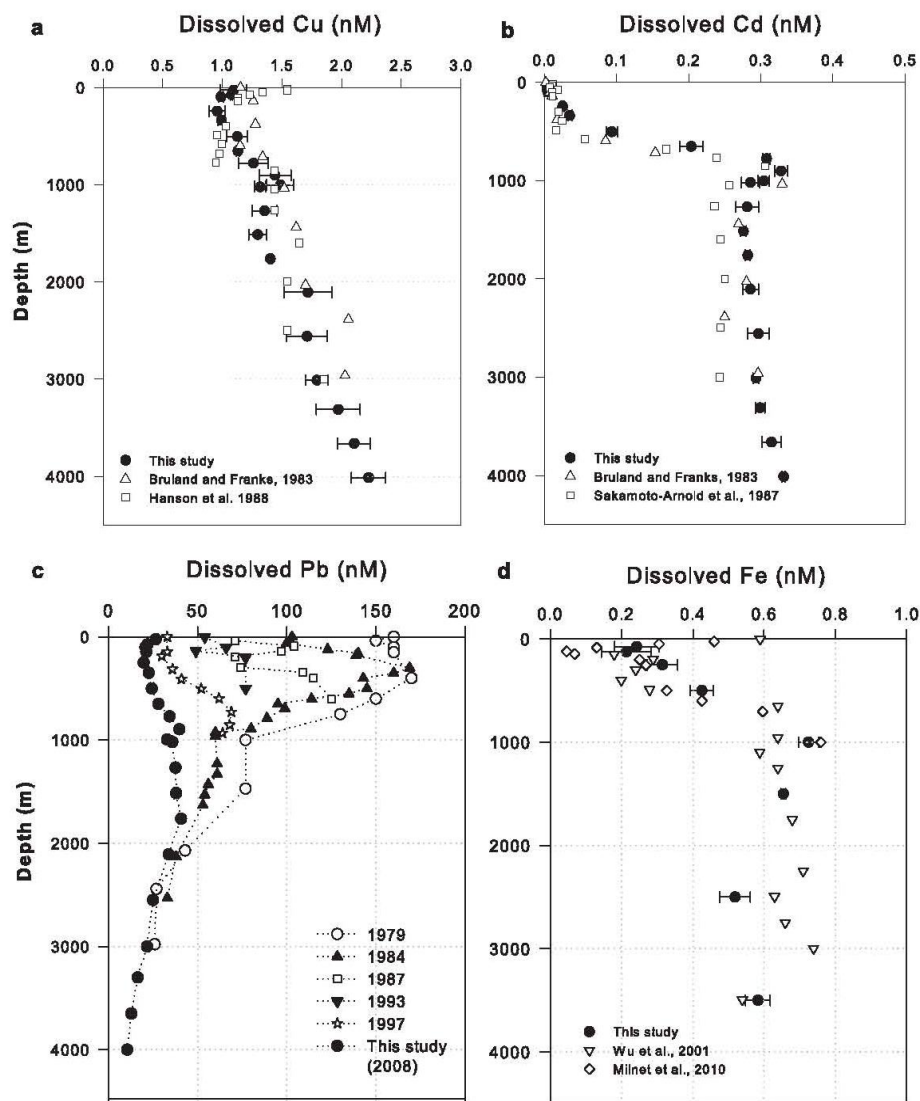 a
Dissolved Cu (nM)
0.0 0.5 1.0 1.5 2.0 2.5 3.0
Depth (m)
0
1000
2000
3000
4000
This study
Bruland and Franks, 1983
Hanson et al. 1988
b
Dissolved Cd (nM)
0.0 0.1 0.2 0.3 0.4 0.5
0
1000
2000
3000
4000
This study
Bruland and Franks, 1983
Sakamoto-Arnold et al., 1987
c
Dissolved Pb (nM)
0 50 100 150 200
Depth (m)
0
1000
2000
3000
4000
1979
1984
1987
1993
1997
This study
(2008)
d
Dissolved Fe (nM)
0.0 0.2 0.4 0.6 0.8 1.0
0
1000
2000
3000
4000
This study
Wu et al., 2001
Milnet et al., 2010